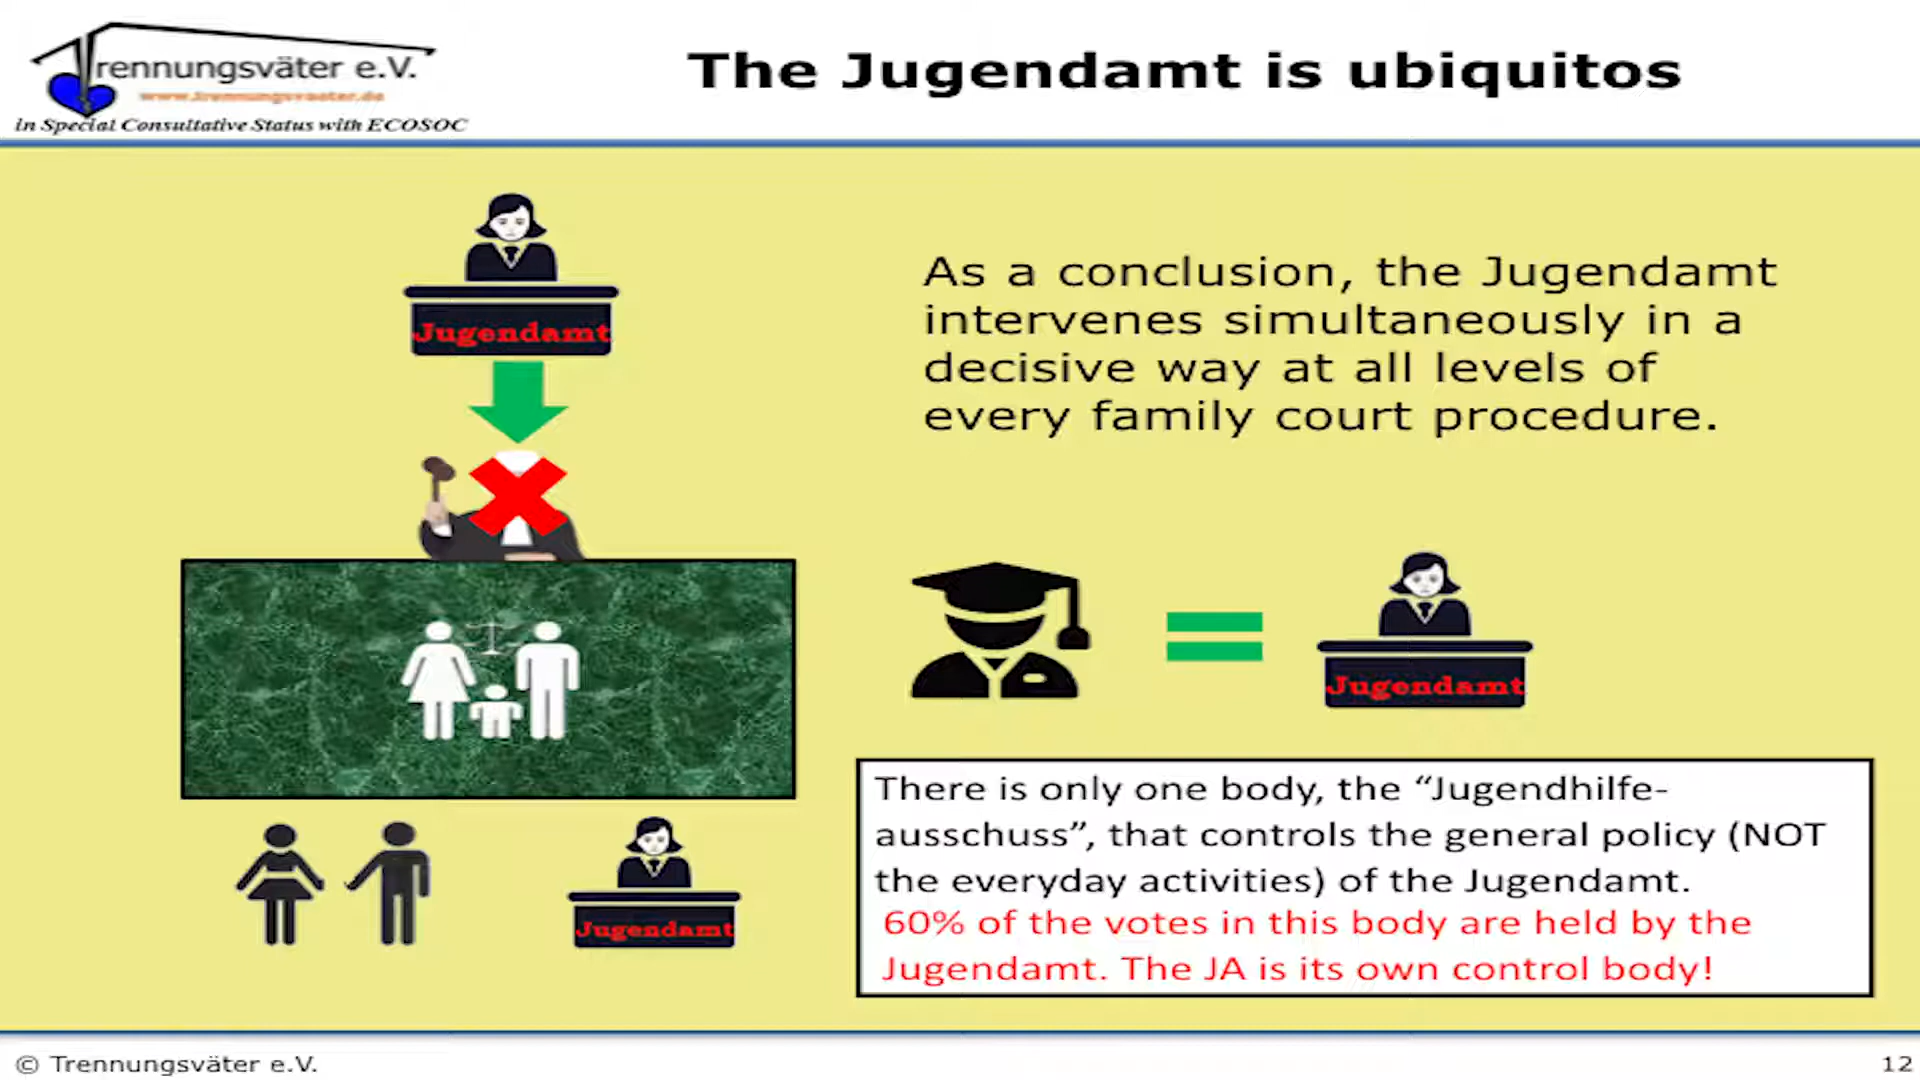 Trennungsväter e.V.
www.trennungsvaeter.de
in Special Consultative Status with ECOSOC
The Jugendamt is ubiquitos
Jugendamt
As a conclusion, the Jugendamt
intervenes simultaneously in a
decisive way at all levels of
every family court procedure.
Jugendamt
Jugendamt
There is only one body, the “Jugendhilfe-
ausschuss”, that controls the general policy (NOT
the everyday activities) of the Jugendamt.
60% of the votes in this body are held by the
Jugendamt. The JA is its own control body!
© Trennungsväter e.V.
12